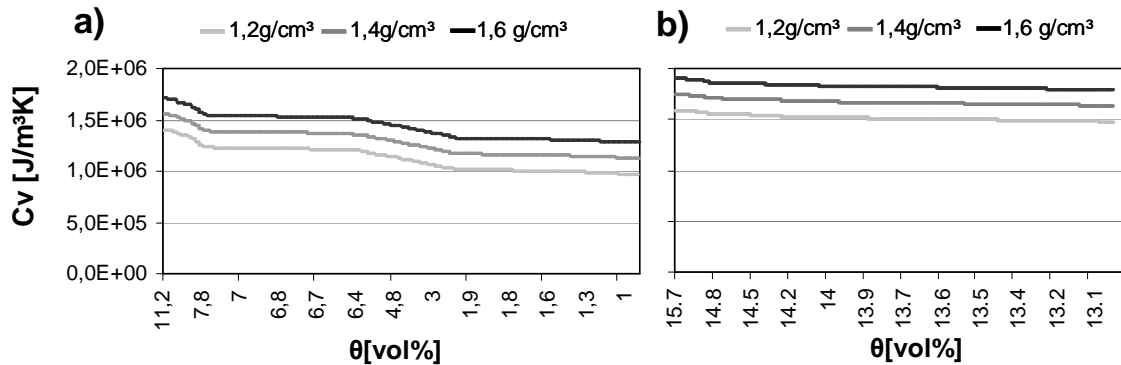 a)
1,2g/cm³ 1,4g/cm³ 1,6 g/cm³
b)
1,2g/cm³ 1,4g/cm³ 1,6 g/cm³
Cv [J/m³K]
2,0E+06
1,5E+06
1,0E+06
5,0E+05
0,0E+00
11,2 7,8 7 6,8 6,7 6,4 4,8 3 1,9 1,8 1,6 1,3 1
θ[vol%]
15.7 14.8 14.5 14.2 14 13.9 13.7 13.6 13.5 13.4 13.2 13.1
θ[vol%]